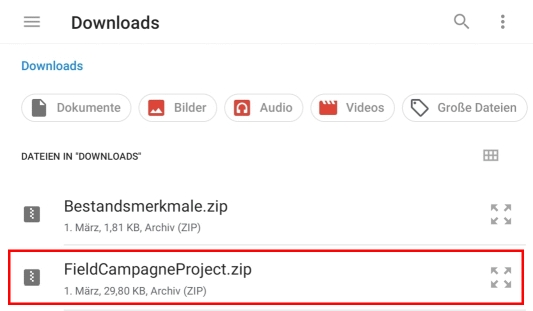 Downloads
Downloads
Dokumente
Bilder
Audio
Videos
Große Dateien
DATEIEN IN "DOWNLOADS"
Bestandsmerkmale.zip
1. März, 1,81 KB, Archiv (ZIP)
FieldCampagneProject.zip
1. März, 29,80 KB, Archiv (ZIP)